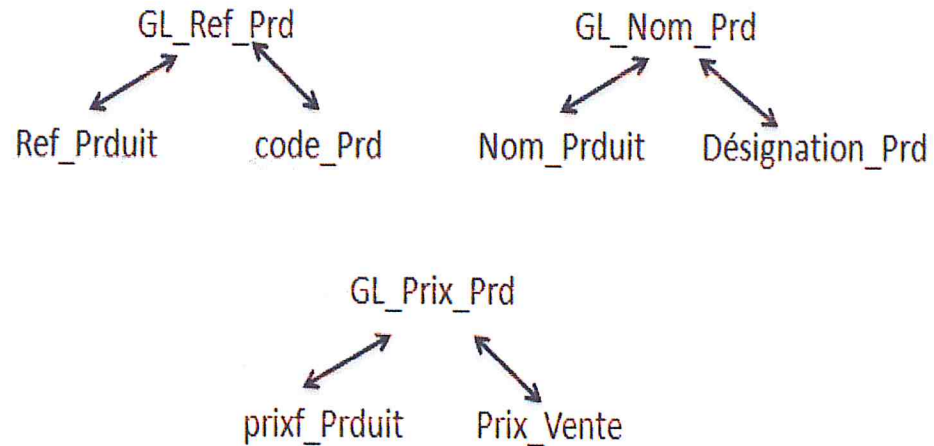 GL_Ref_Prd GL_Nom_Prd
Ref_Prduit code_Prd Nom_Prduit Désignation_Prd
GL_Prix_Prd
prixf_Prduit Prix_Vente